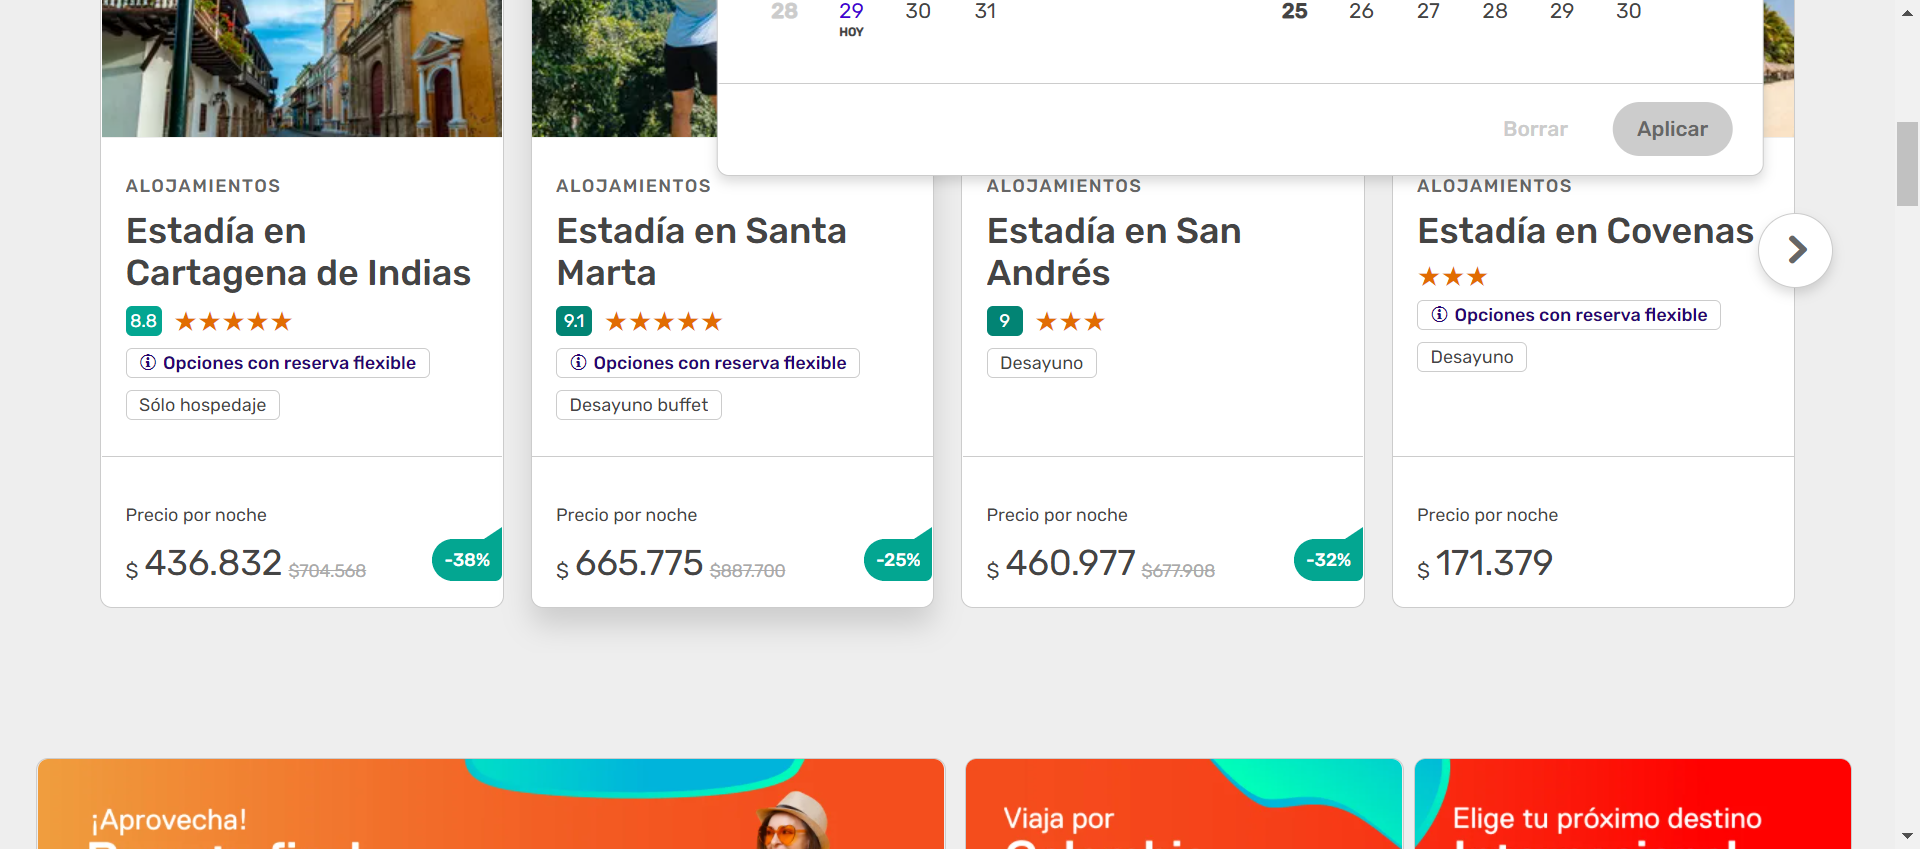 28 29 30 31
HOY
25 26 27 28 29 30
Borrar
Aplicar
ALOJAMIENTOS
Estadía en
Cartagena de Indias
8.8
Opciones con reserva flexible
Sólo hospedaje
Precio por noche
$ 436.832 $704.568
-38%
ALOJAMIENTOS
Estadía en Santa
Marta
9.1
Opciones con reserva flexible
Desayuno buffet
Precio por noche
$ 665.775 $887.700
-25%
ALOJAMIENTOS
Estadía en San
Andrés
9
Desayuno
Precio por noche
$ 460.977 $677.908
-32%
ALOJAMIENTOS
Estadía en Covenas
Opciones con reserva flexible
Desayuno
Precio por noche
$ 171.379
¡Aprovecha!
Viaja por
Elige tu próximo destino